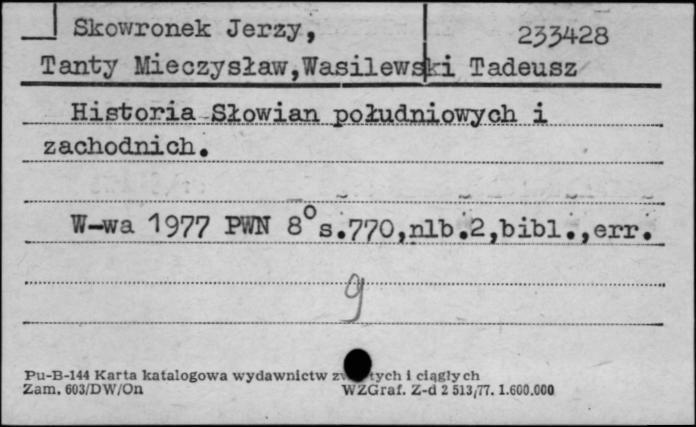 Skowronek Jerzy, 233428
Tanty Mieczysław,Wasilewski Tadeusz
Historia Słowian południowych i
zachodnich.
W-wa 1977 PWN 8° s.770,nlb.2,bibl.,err.
g
Pu-B-144 Karta katalogowa wydawnictw zwartych i ciągłych
Zam. 603/DW/On WZGraf. Z-d 2 513/77. 1.600.000